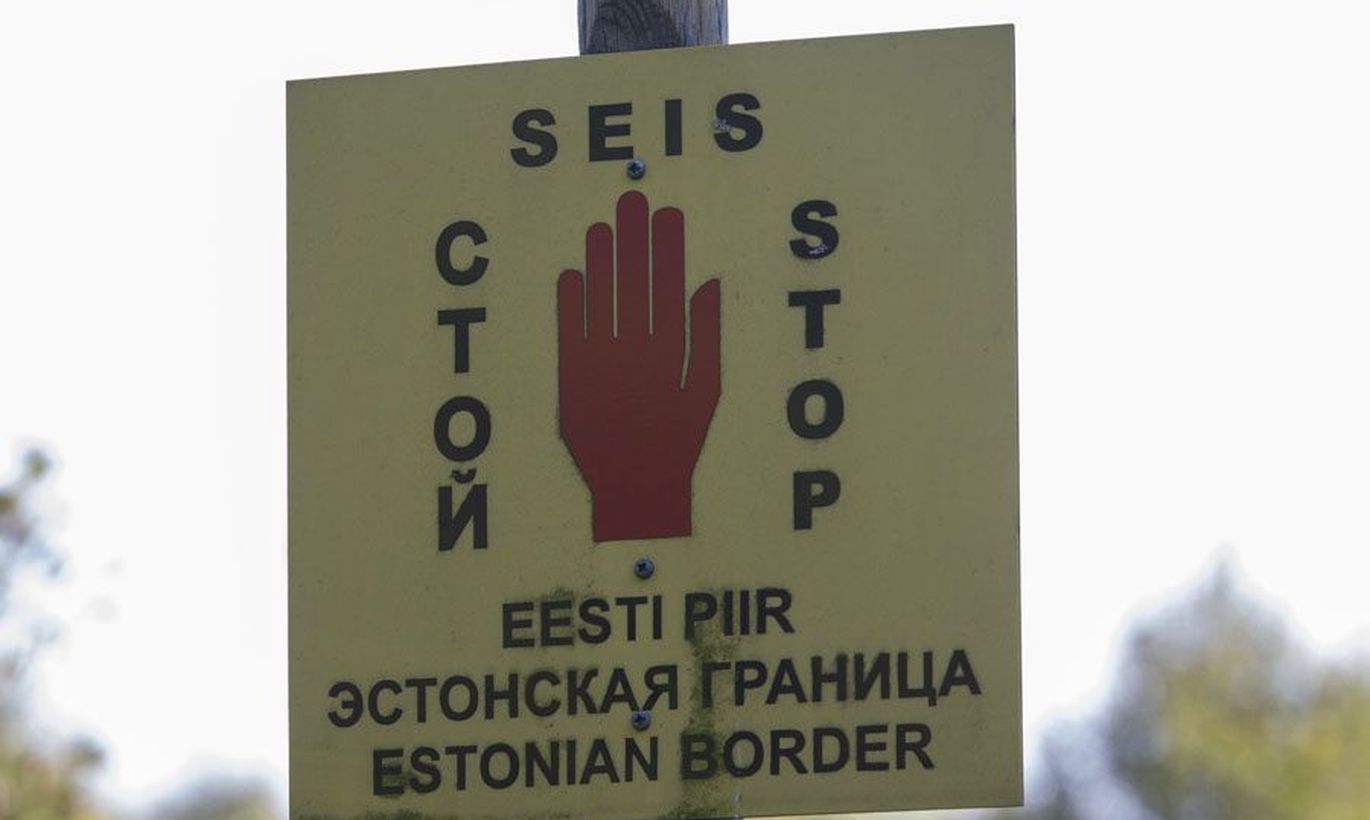 SEIS
СТОЙ
STOP
EESTI PIIR
ЭСТОНСКАЯ ГРАНИЦА
ESTONIAN BORDER